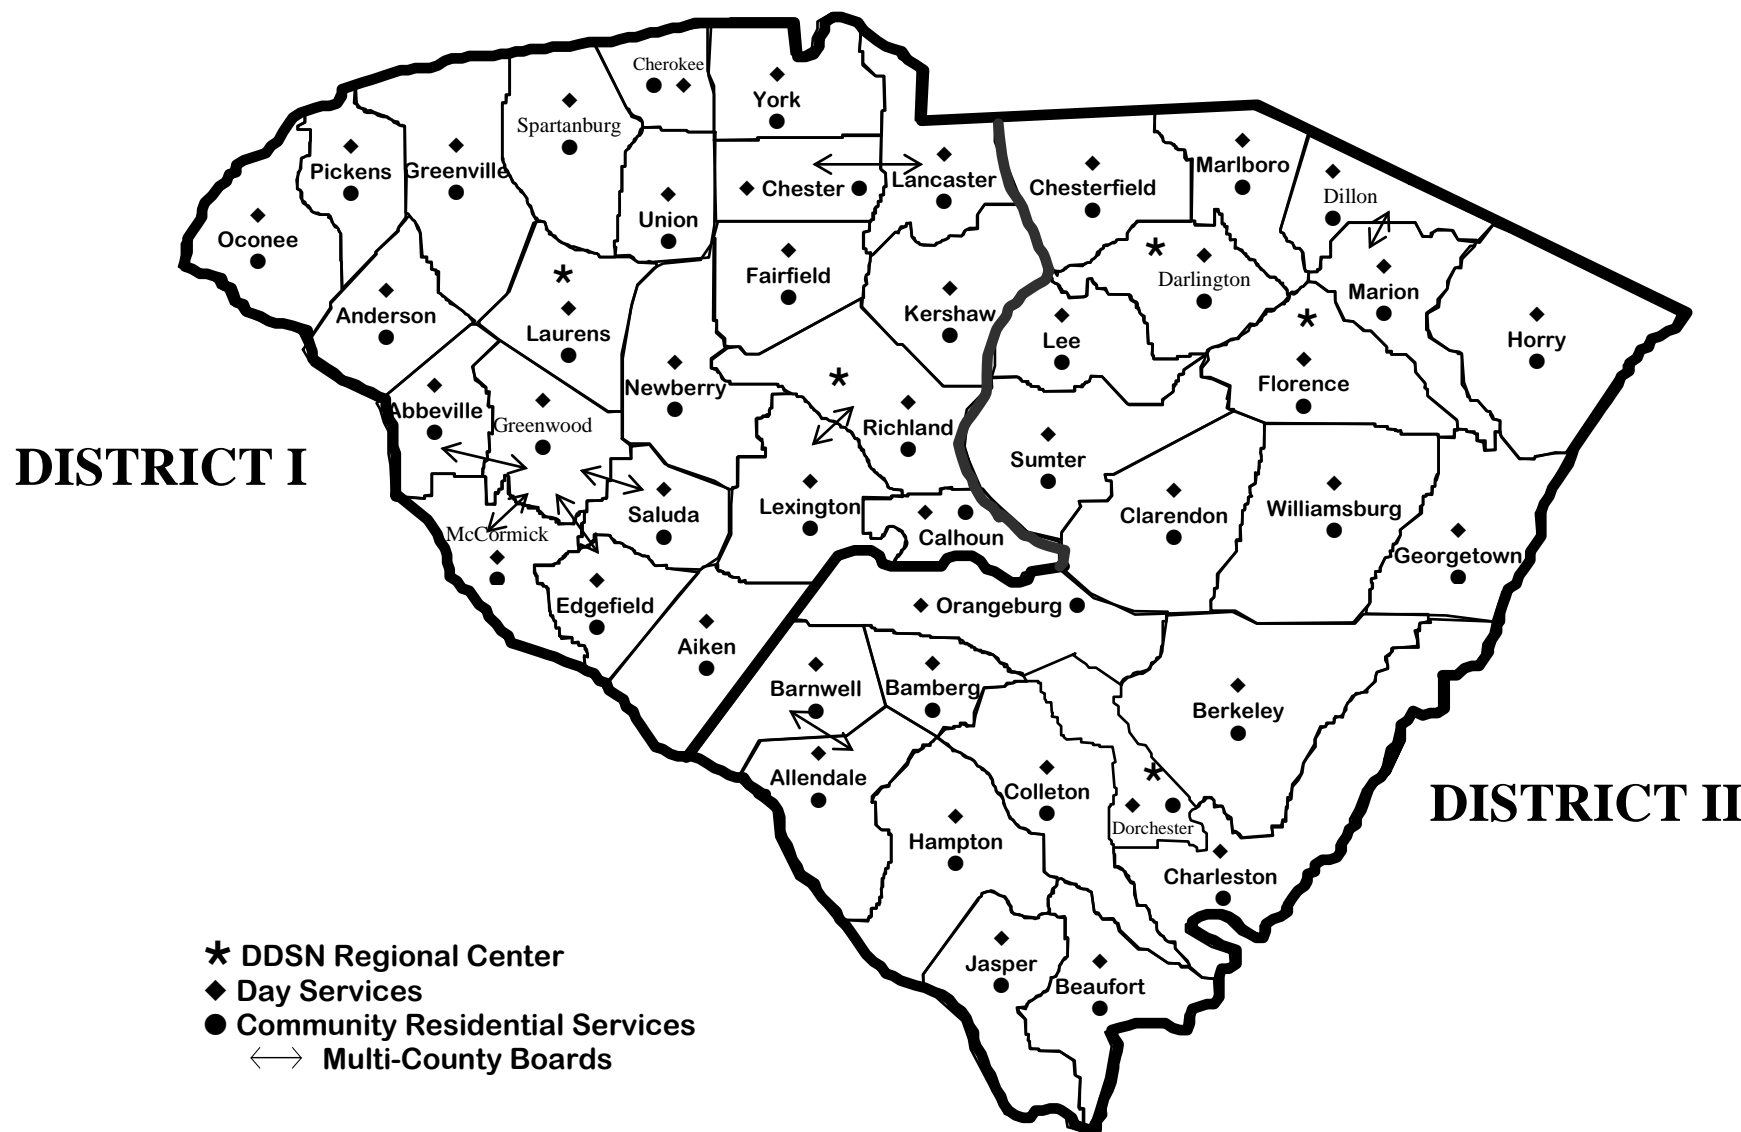 Cherokee
York
Spartanburg
Pickens
Greenville
Chester
Lancaster
Chesterfield
Marlboro
Dillon
Oconee
Union
Fairfield
Darlington
Marion
Anderson
Laurens
Kershaw
Lee
Horry
Newberry
Florence
Abbeville
Greenwood
Richland
Sumter
DISTRICT I
Saluda
Lexington
Clarendon
Williamsburg
McCormick
Calhoun
Georgetown
Edgefield
Orangeburg
Aiken
Barnwell
Bamberg
Berkeley
Allendale
Colleton
DISTRICT II
Dorchester
Hampton
Charleston
Jasper
Beaufort
DDSN Regional Center
Day Services
Community Residential Services
Multi-County Boards